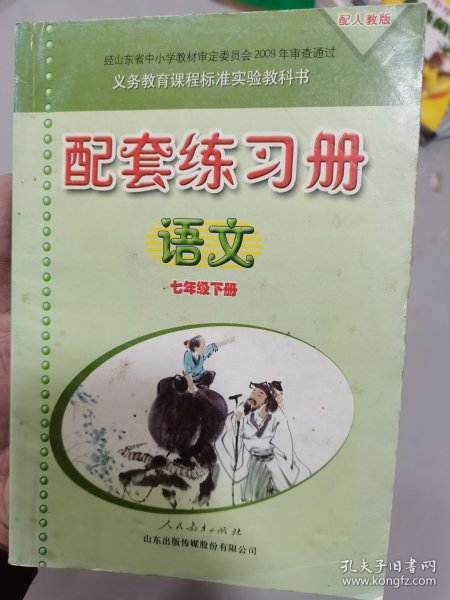 配人教版
经山东省中小学教材审定委员会2009年审查通过
义务教育课程标准实验教科书
配套练习册
语文
七年级下册
人民教育出版社
山东出版传媒股份有限公司
孔夫子旧书网
www.kongfz.com